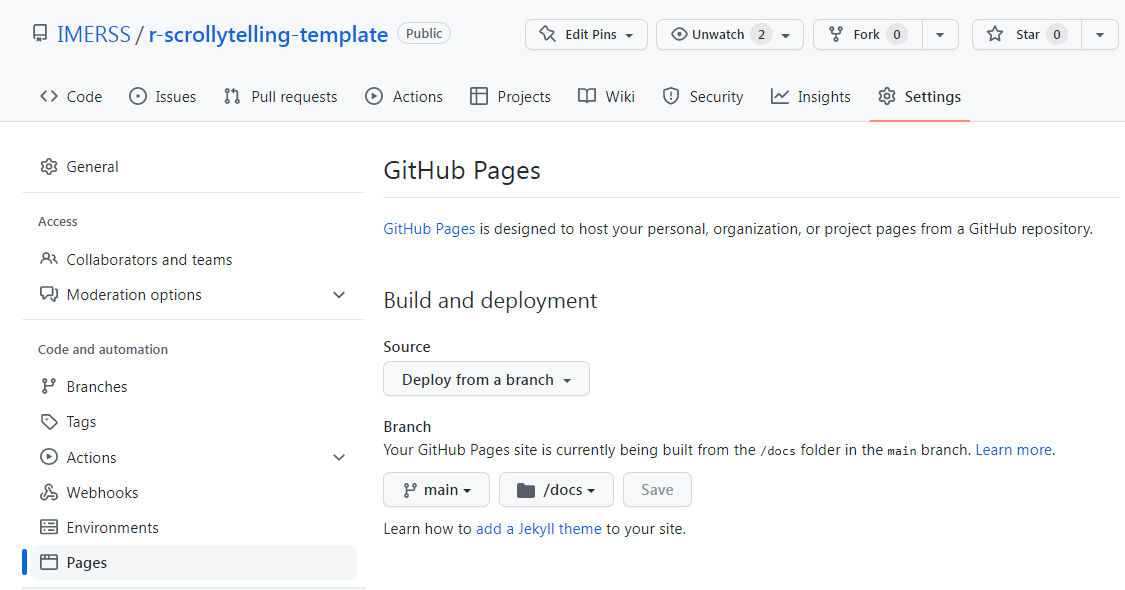 IMERSS / r-scrollytelling-template Public Edit Pins Unwatch 2 Fork 0 Star 0
Code Issues Pull requests Actions Projects Wiki Security Insights Settings
General
Access
Collaborators and teams
Moderation options
Code and automation
Branches
Tags
Actions
Webhooks
Environments
Pages
GitHub Pages
GitHub Pages is designed to host your personal, organization, or project pages from a GitHub repository.
Build and deployment
Source
Deploy from a branch
Branch
Your GitHub Pages site is currently being built from the /docs folder in the main branch. Learn more.
main /docs Save
Learn how to add a Jekyll theme to your site.